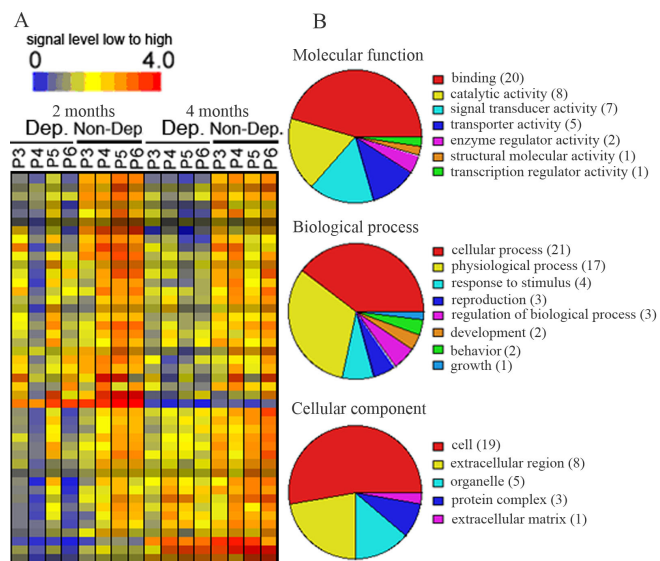 A
signal level low to high
0 4.0
2 months 4 months
Dep. Non-Dep Dep. Non-Dep.
P3 P4 P5 P6 P3 P4 P5 P6 P3 P4 P5 P6 P3 P4 P5 P6
B
Molecular function
binding (20)
catalytic activity (8)
signal transducer activity (7)
transporter activity (5)
enzyme regulator activity (2)
structural molecular activity (1)
transcription regulator activity (1)
Biological process
cellular process (21)
physiological process (17)
response to stimulus (4)
reproduction (3)
regulation of biological process (3)
development (2)
behavior (2)
growth (1)
Cellular component
cell (19)
extracellular region (8)
organelle (5)
protein complex (3)
extracellular matrix (1)